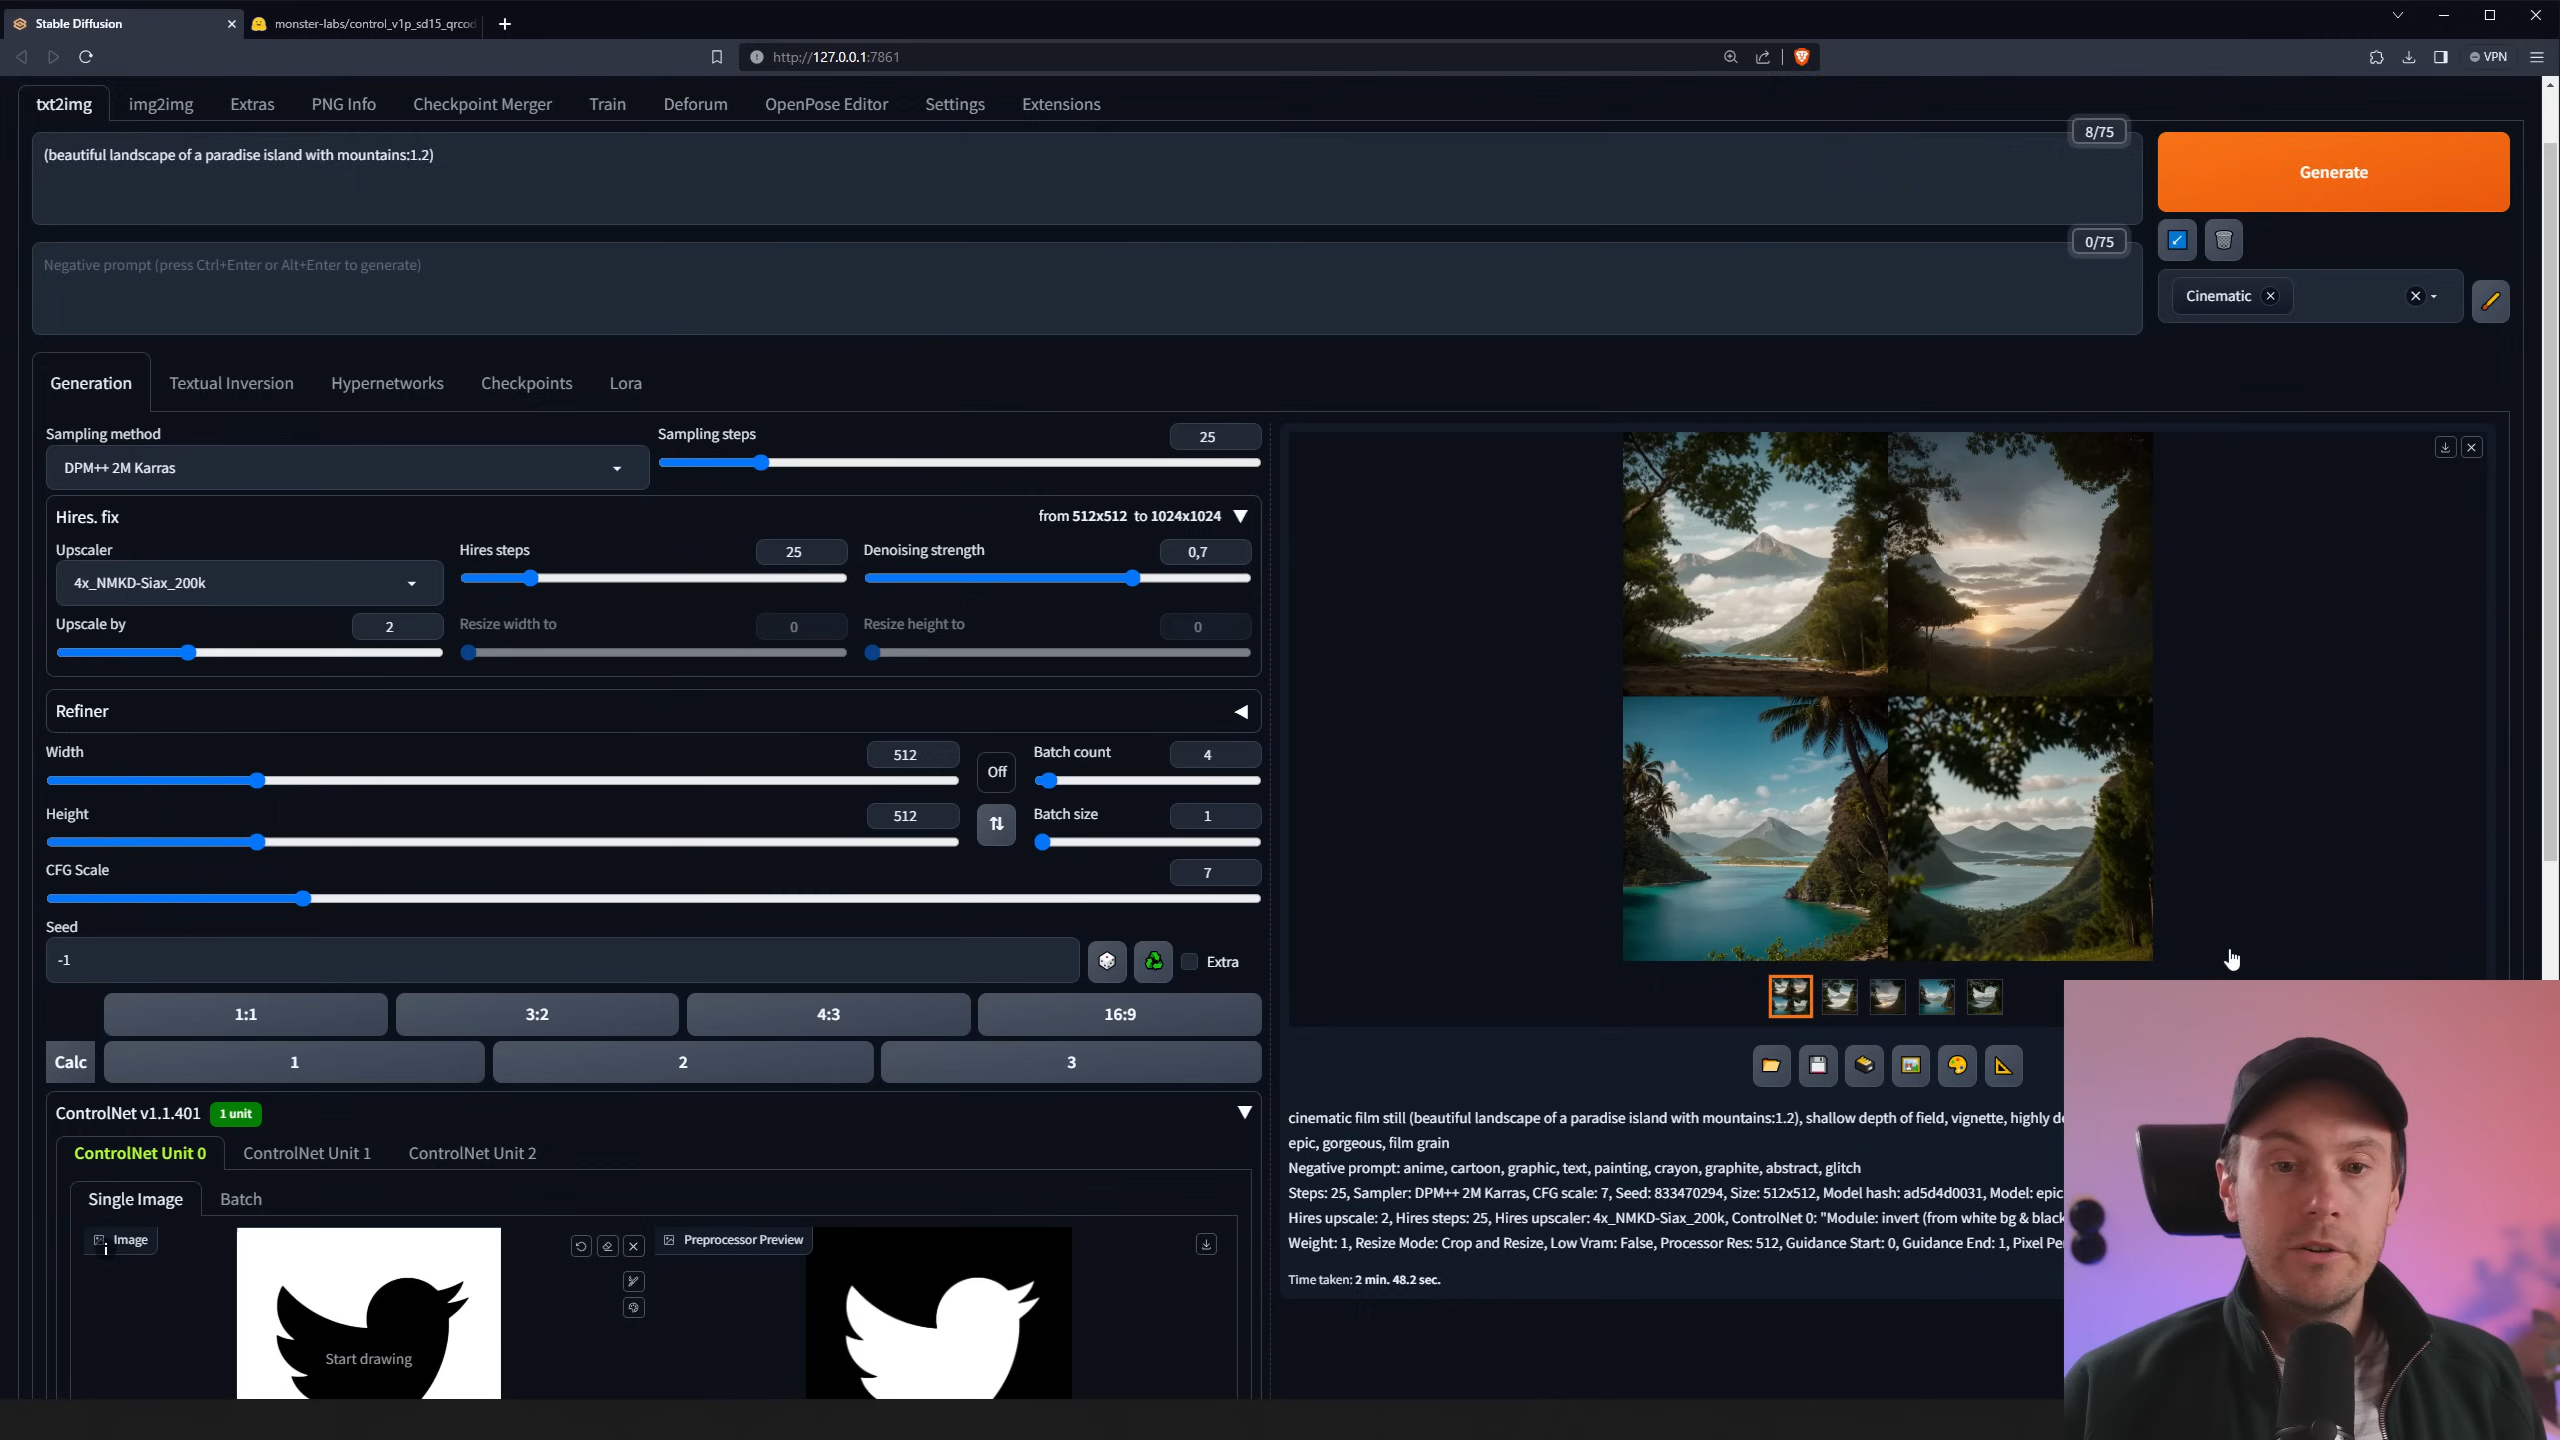 Stable Diffusion
monster-labs/control_v1p_sd15_qrcod
http://127.0.0.1:7861
VPN
txt2img
img2img
Extras
PNG Info
Checkpoint Merger
Train
Deforum
OpenPose Editor
Settings
Extensions
8/75
(beautiful landscape of a paradise island with mountains:1.2)
Generate
0/75
Negative prompt (press Ctrl+Enter or Alt+Enter to generate)
Cinematic
Generation
Textual Inversion
Hypernetworks
Checkpoints
Lora
Sampling method
DPM++ 2M Karras
Sampling steps
25
Hires. fix
from 512x512 to 1024x1024
Upscaler
4x_NMKD-Siax_200k
Hires steps
25
Denoising strength
0,7
Upscale by
2
Resize width to
0
Resize height to
0
Refiner
Width
512
Off
Batch count
4
Height
512
Batch size
1
CFG Scale
7
Seed
-1
Extra
1:1
3:2
4:3
16:9
Calc
1
2
3
ControlNet v1.1.401
1 unit
ControlNet Unit 0
ControlNet Unit 1
ControlNet Unit 2
Single Image
Batch
Image
Start drawing
Preprocessor Preview
cinematic film still (beautiful landscape of a paradise island with mountains:1.2), shallow depth of field, vignette, highly de
epic, gorgeous, film grain
Negative prompt: anime, cartoon, graphic, text, painting, crayon, graphite, abstract, glitch
Steps: 25, Sampler: DPM++ 2M Karras, CFG scale: 7, Seed: 833470294, Size: 512x512, Model hash: ad5d4d0031, Model: epic
Hires upscale: 2, Hires steps: 25, Hires upscaler: 4x_NMKD-Siax_200k, ControlNet 0: "Module: invert (from white bg & black
Weight: 1, Resize Mode: Crop and Resize, Low Vram: False, Processor Res: 512, Guidance Start: 0, Guidance End: 1, Pixel Pe
Time taken: 2 min. 48.2 sec.